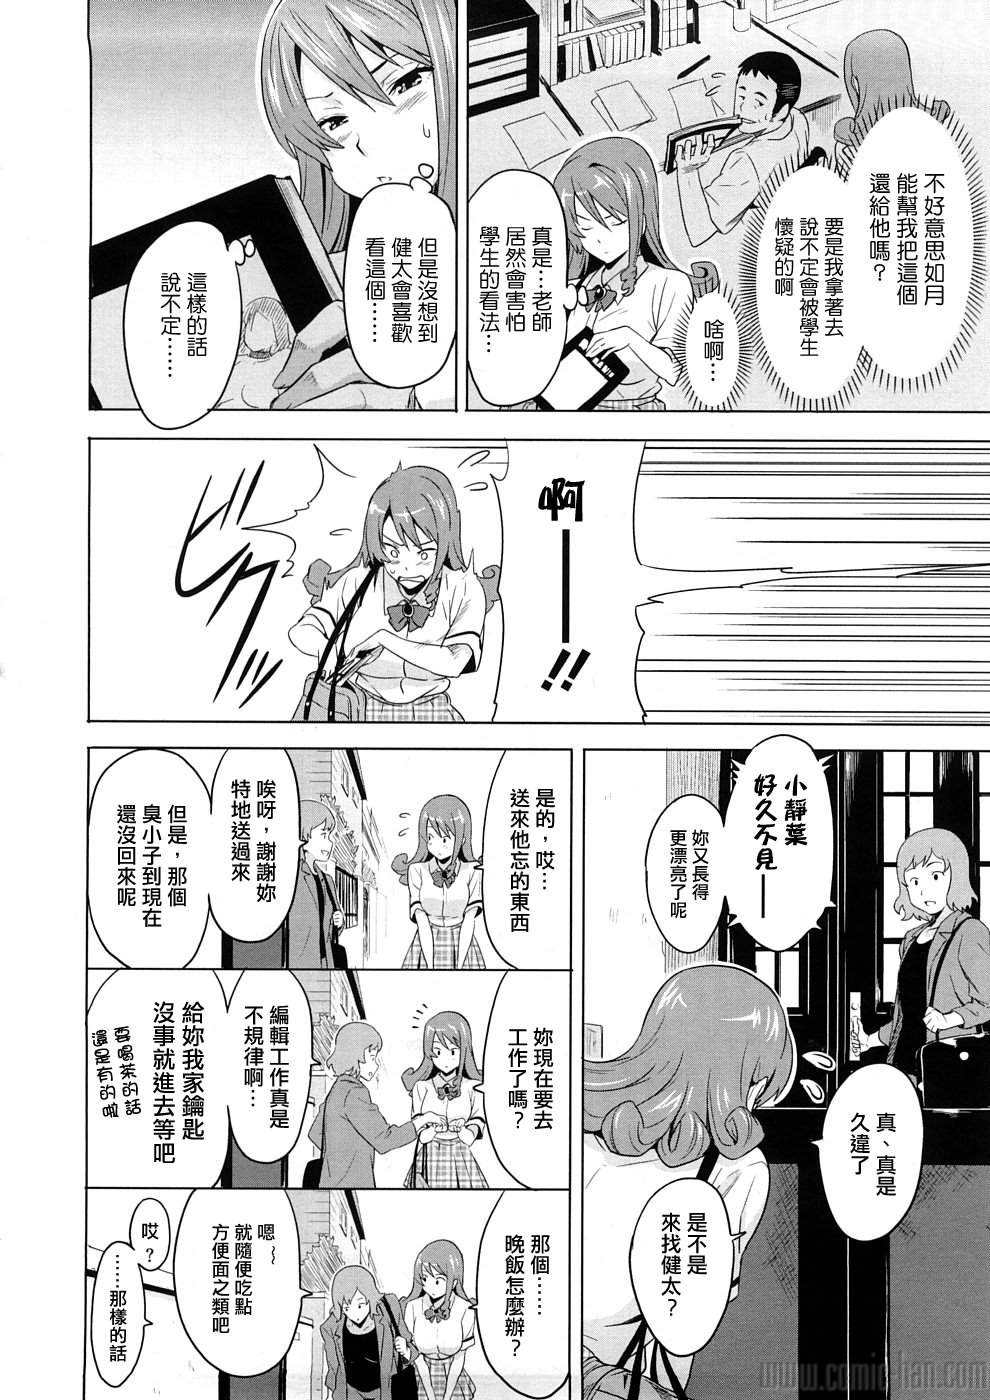 不好意思如月
能幫我把這個
還給他嗎？
要是我拿著去
說不定會被學生
懷疑的啊
啥啊…
真是…老師
居然會害怕
學生的看法…
但是沒想到
健太會喜歡
看這個……
這樣的話
說不定……
啊——!!
ビクッ
小靜葉
好久不見——
妳又長得
更漂亮了呢
真、真是
久違了
是不是
來找健太？
是的，哎…
送來他忘的東西
唉呀，謝謝妳
特地送過來
但是，那個
臭小子到現在
還沒回來呢
妳現在要去
工作了嗎？
編輯工作真是
不規律啊…
給妳我家鑰匙
沒事就進去等吧
要喝茶的話
還是有的啦
那個……
晚飯怎麼辦？
嗯～
就隨便吃點
方便面之類吧
哎？
……那樣的話
www.comic-han.com